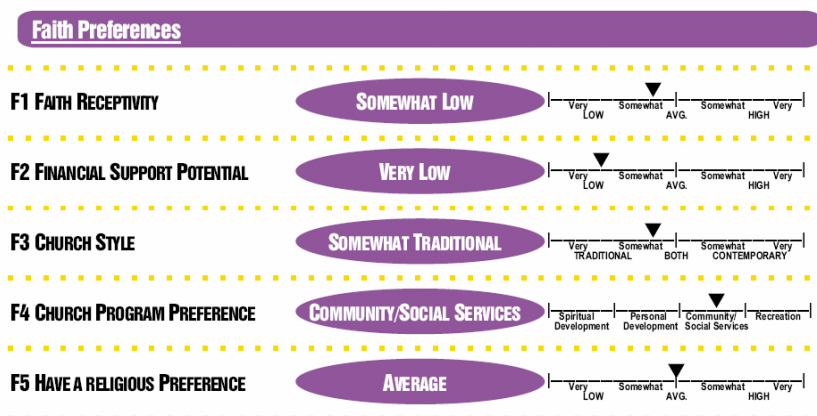 Faith Preferences
F1 FAITH RECEPTIVITY
SOMEWHAT LOW
Very Somewhat Somewhat Very
LOW AVG. HIGH
F2 FINANCIAL SUPPORT POTENTIAL
VERY LOW
Very Somewhat Somewhat Very
LOW AVG. HIGH
F3 CHURCH STYLE
SOMEWHAT TRADITIONAL
Very Somewhat Somewhat Very
TRADITIONAL BOTH CONTEMPORARY
F4 CHURCH PROGRAM PREFERENCE
COMMUNITY/SOCIAL SERVICES
Spiritual Personal Community/ Recreation
Development Development Social Services
F5 HAVE A RELIGIOUS PREFERENCE
AVERAGE
Very Somewhat Somewhat Very
LOW AVG. HIGH